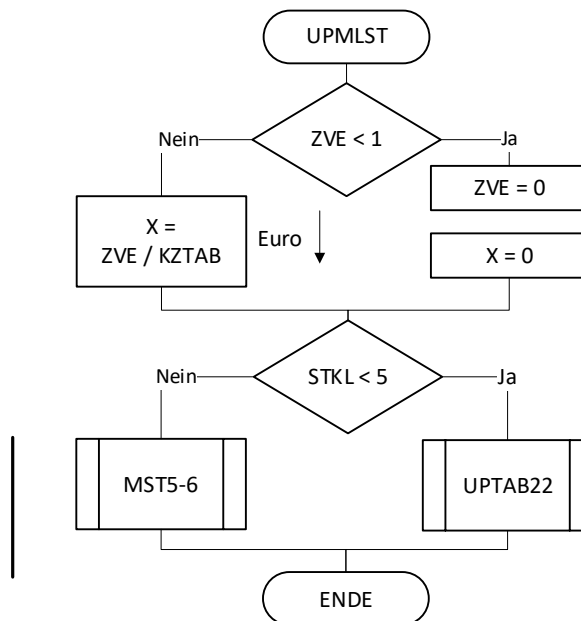 UPMLST
ZVE < 1
Nein
Ja
ZVE = 0
X =
ZVE / KZTAB
Euro
X = 0
STKL < 5
Nein
Ja
MST5-6
UPTAB22
ENDE